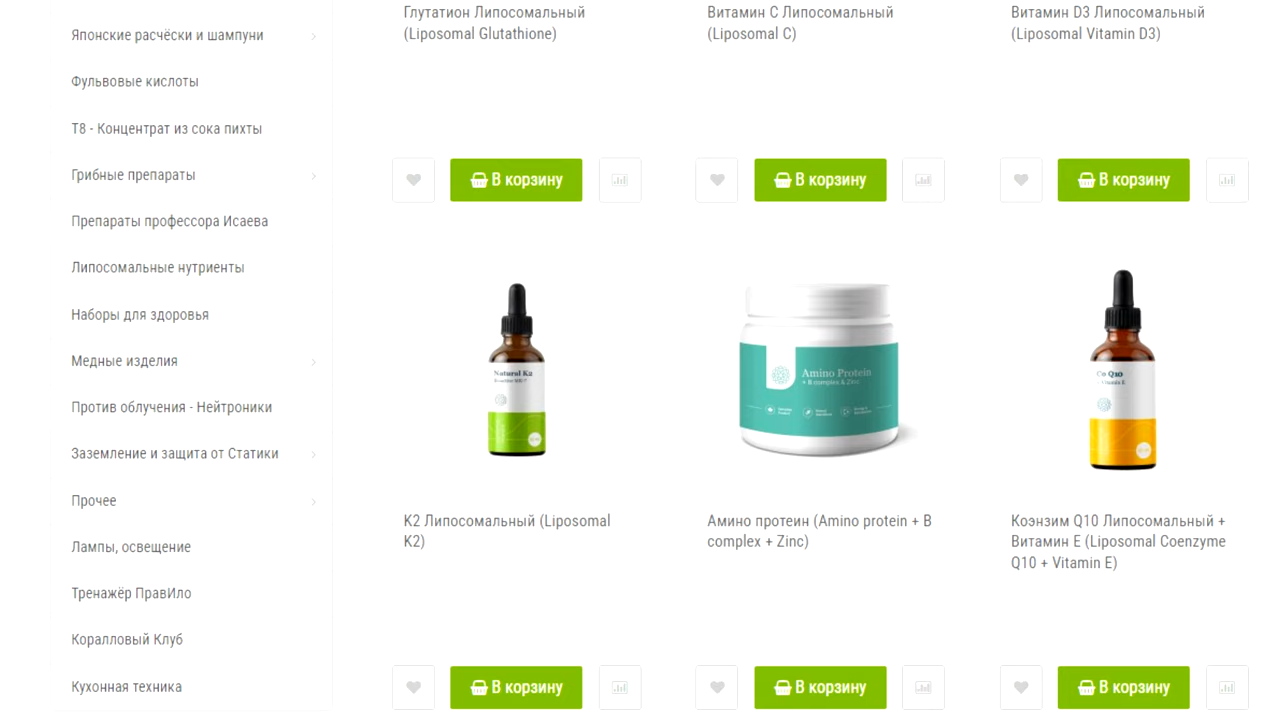 Японские расчёски и шампуни
Фульвовые кислоты
Т8 - Концентрат из сока пихты
Грибные препараты
Препараты профессора Исаева
Липосомальные нутриенты
Наборы для здоровья
Медные изделия
Против облучения - Нейтроники
Заземление и защита от Статики
Прочее
Лампы, освещение
Тренажёр ПравИло
Коралловый Клуб
Кухонная техника
Глутатион Липосомальный
(Liposomal Glutathione)
Витамин С Липосомальный
(Liposomal C)
Витамин D3 Липосомальный
(Liposomal Vitamin D3)
В корзину
В корзину
В корзину
Natural K2
Amino Protein
+ B complex & Zinc
Co Q10
+ Vitamin E
K2 Липосомальный (Liposomal
K2)
Амино протеин (Amino protein + B
complex + Zinc)
Коэнзим Q10 Липосомальный +
Витамин Е (Liposomal Coenzyme
Q10 + Vitamin E)
В корзину
В корзину
В корзину